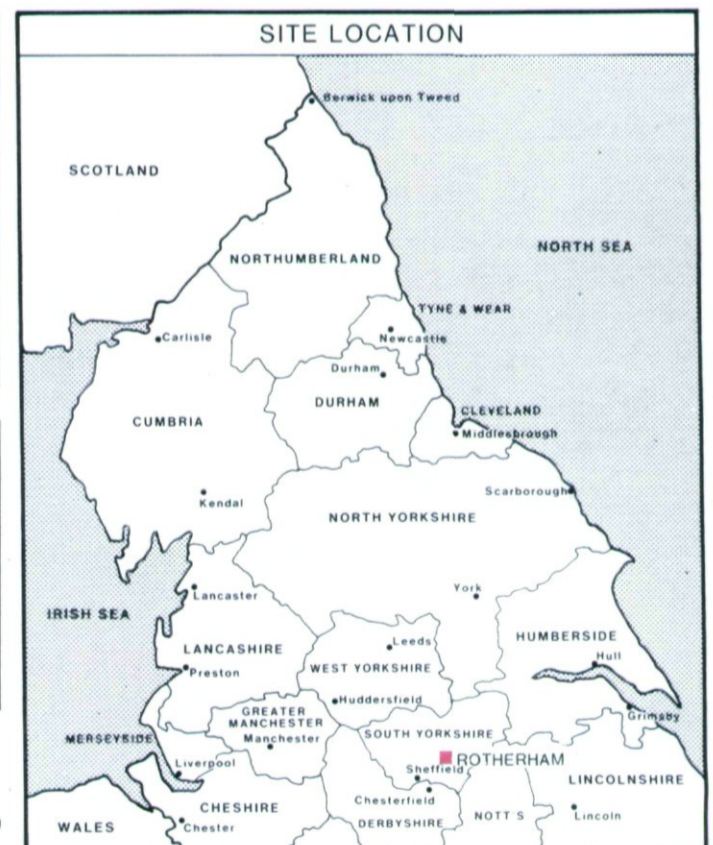 SITE LOCATION
Berwick upon Tweed
SCOTLAND
NORTH SEA
NORTHUMBERLAND
TYNE & WEAR
Carlisle
Newcastle
Durham
DURHAM
CLEVELAND
CUMBRIA
Middlesbrough
Scarborough
Kendal
NORTH YORKSHIRE
York
Lancaster
IRISH SEA
HUMBERSIDE
Leeds
LANCASHIRE
Hull
WEST YORKSHIRE
Preston
Huddersfield
GREATER
MANCHESTER
Grimsby
SOUTH YORKSHIRE
MERSEYSIDE
Manchester
ROTHERHAM
Liverpool
Sheffield
LINCOLNSHIRE
Chesterfield
CHESHIRE
NOTT S
Lincoln
DERBYSHIRE
WALES
Chester